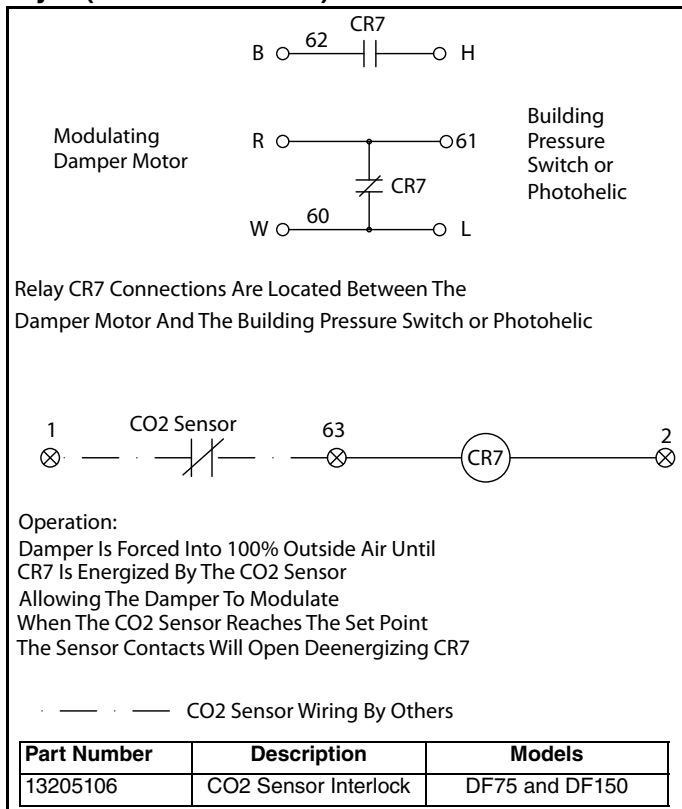 CR7
B 62 H
Modulating
Damper Motor
R 61
Building
Pressure
Switch or
Photohelic
CR7
W 60 L
Relay CR7 Connections Are Located Between The
Damper Motor And The Building Pressure Switch or Photohelic
1 CO2 Sensor 63 CR7 2
Operation:
Damper Is Forced Into 100% Outside Air Until
CR7 Is Energized By The CO2 Sensor
Allowing The Damper To Modulate
When The CO2 Sensor Reaches The Set Point
The Sensor Contacts Will Open Deenergizing CR7
CO2 Sensor Wiring By Others
Part Number Description Models
13205106 CO2 Sensor Interlock DF75 and DF150